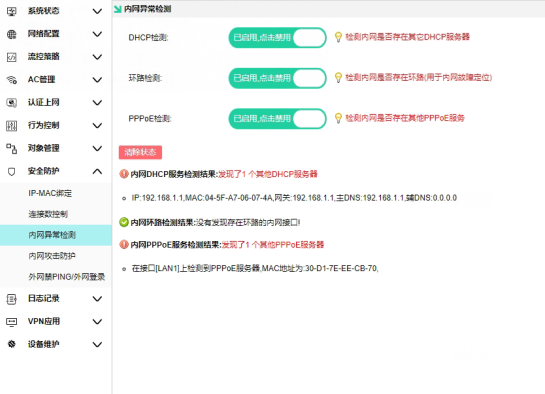 系统状态
网络配置
流控策略
AC管理
认证上网
行为控制
对象管理
安全防护
IP-MAC绑定
连接数控制
内网异常检测
内网攻击防护
外网禁PING/外网登录
日志记录
VPN应用
设备维护
内网异常检测
DHCP检测: 已启用,点击禁用 检测内网是否存在其它DHCP服务器
环路检测: 已启用,点击禁用 检测内网是否存在环路(用于内网故障定位)
PPPoE检测: 已启用,点击禁用 检测内网是否存在其他PPPoE服务
清除状态
内网DHCP服务检测结果:发现了1 个其他DHCP服务器
IP:192.168.1.1,MAC:04-5F-A7-06-07-4A,网关:192.168.1.1,主DNS:192.168.1.1,辅DNS:0.0.0.0
内网环路检测结果:没有发现存在环路的内网接口!
内网PPPoE服务检测结果:发现了1 个其他PPPoE服务器
在接口[LAN1]上检测到PPPoE服务器,MAC地址为:30-D1-7E-EE-CB-70,